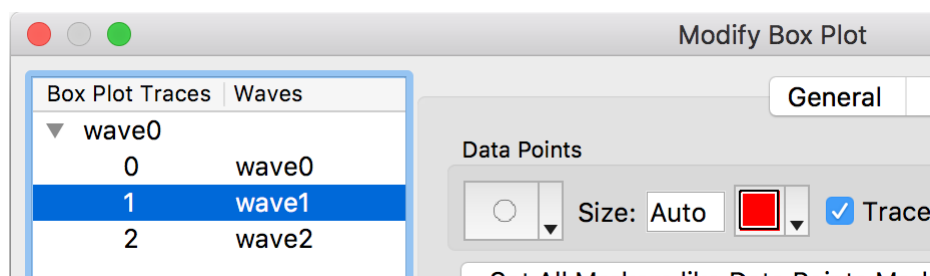 Modify Box Plot
Box Plot Traces Waves
wave0
0 wave0
1 wave1
2 wave2
General
Data Points
Size: Auto Trace